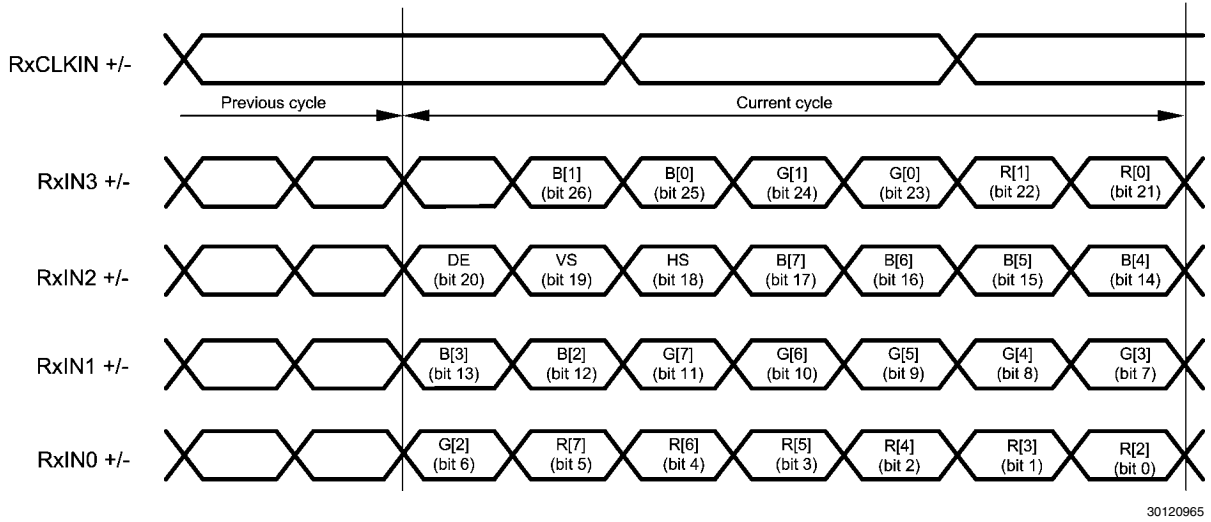 RxCLKIN +/-
Previous cycle
Current cycle
RxIN3 +/-
B[1]
(bit 26)
B[0]
(bit 25)
G[1]
(bit 24)
G[0]
(bit 23)
R[1]
(bit 22)
R[0]
(bit 21)
RxIN2 +/-
DE
(bit 20)
VS
(bit 19)
HS
(bit 18)
B[7]
(bit 17)
B[6]
(bit 16)
B[5]
(bit 15)
B[4]
(bit 14)
RxIN1 +/-
B[3]
(bit 13)
B[2]
(bit 12)
G[7]
(bit 11)
G[6]
(bit 10)
G[5]
(bit 9)
G[4]
(bit 8)
G[3]
(bit 7)
RxIN0 +/-
G[2]
(bit 6)
R[7]
(bit 5)
R[6]
(bit 4)
R[5]
(bit 3)
R[4]
(bit 2)
R[3]
(bit 1)
R[2]
(bit 0)
30120965